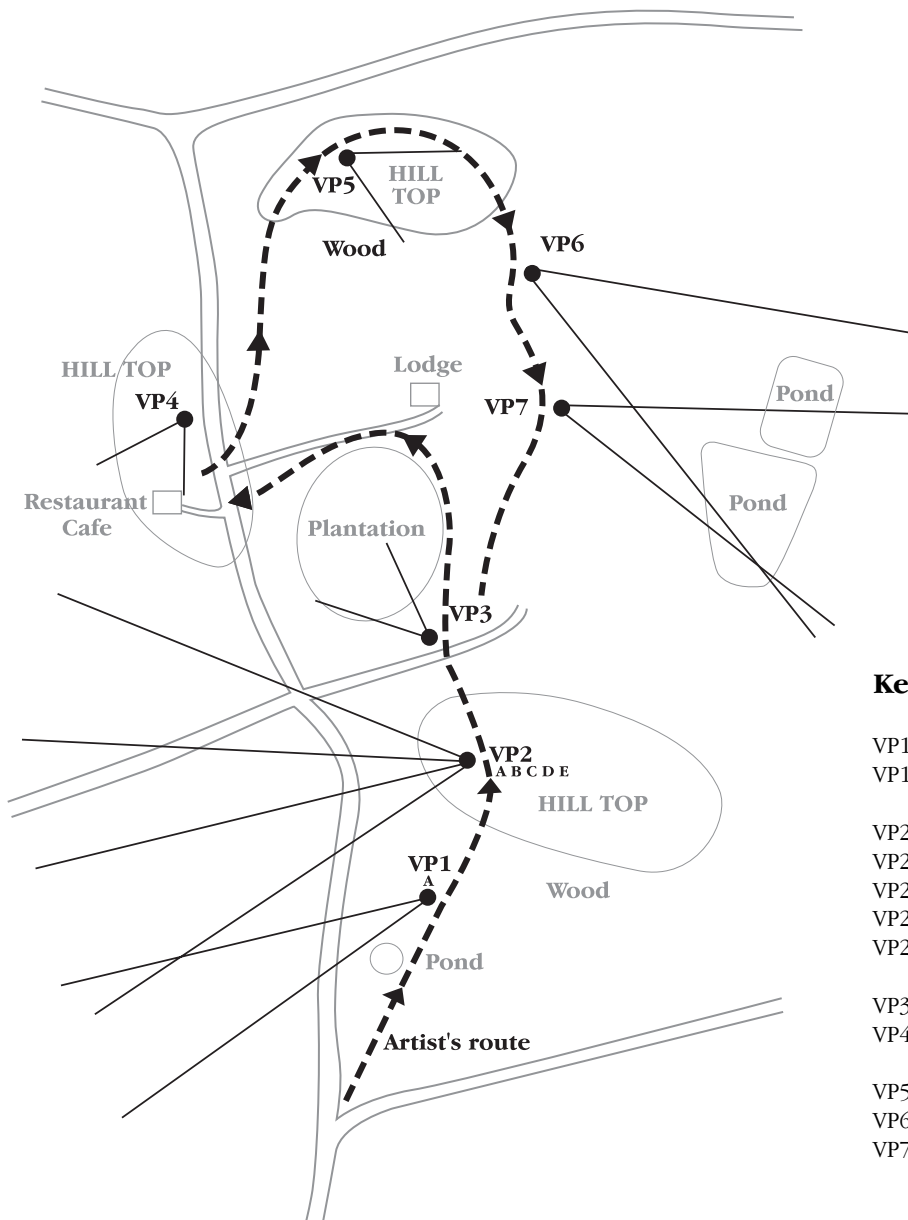 HILL
TOP
VP5
Wood
VP6
HILL TOP
Lodge
VP4
VP7
Pond
Restaurant
Cafe
Plantation
Pond
VP3
Ke
VP2
A B C D E
HILL TOP
VP1
A
Wood
Pond
Artist's route
VP1
VP1
VP2
VP2
VP2
VP2
VP2
VP3
VP4
VP5
VP6
VP7